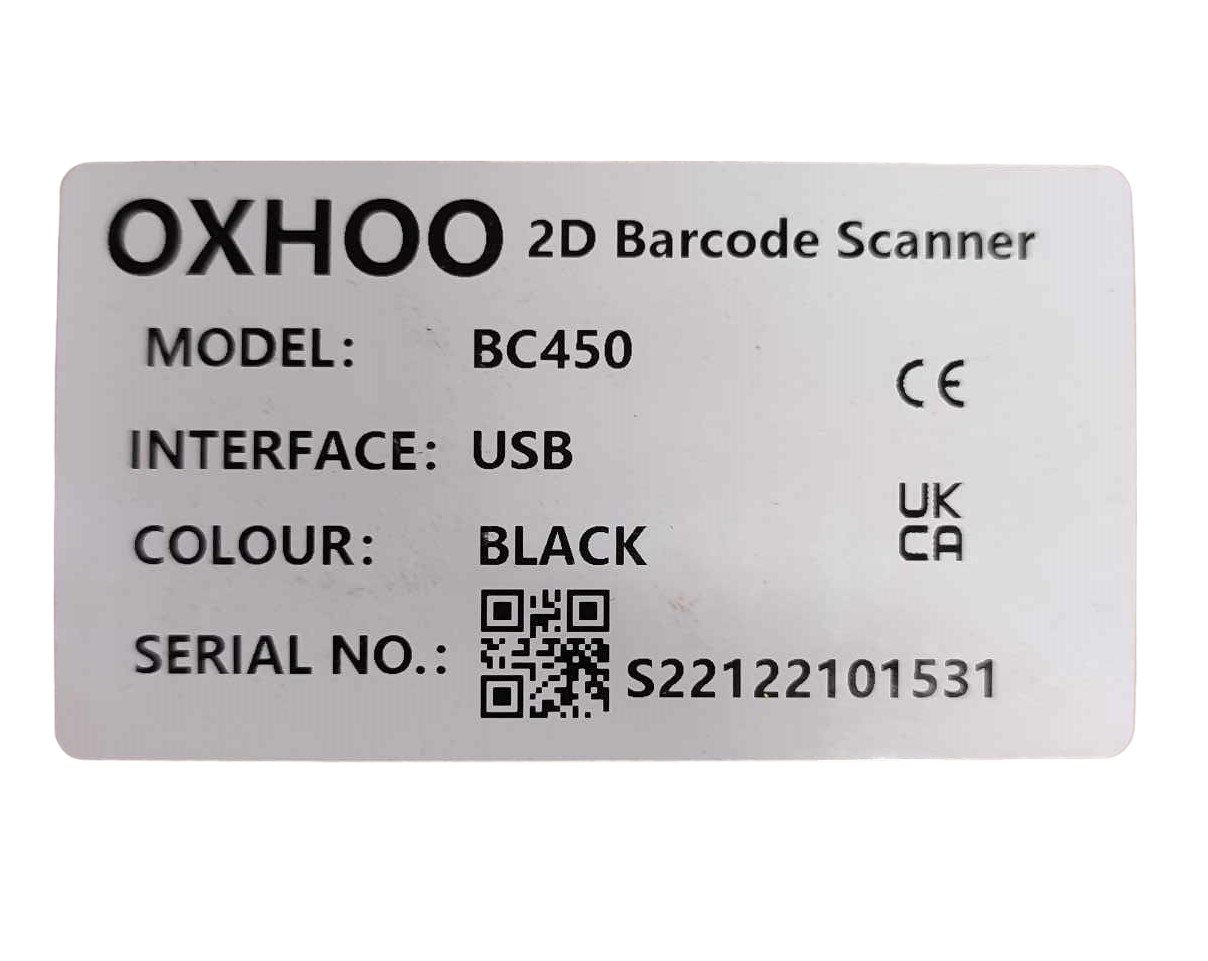 OXHOO 2D Barcode Scanner
MODEL: BC450
CE
INTERFACE: USB
UK
CA
COLOUR: BLACK
SERIAL NO.: S22122101531